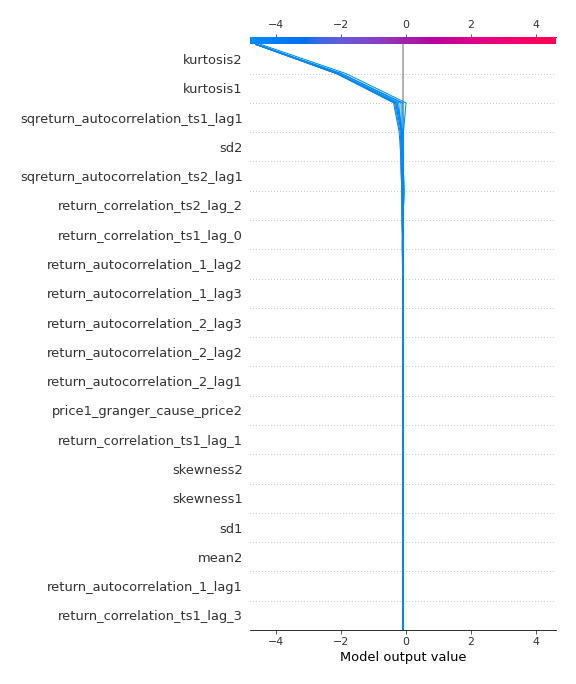 −4 −2 0 2 4
kurtosis2
kurtosis1
sqreturn_autocorrelation_ts1_lag1
sd2
sqreturn_autocorrelation_ts2_lag1
return_correlation_ts2_lag_2
return_correlation_ts1_lag_0
return_autocorrelation_1_lag2
return_autocorrelation_1_lag3
return_autocorrelation_2_lag3
return_autocorrelation_2_lag2
return_autocorrelation_2_lag1
price1_granger_cause_price2
return_correlation_ts1_lag_1
skewness2
skewness1
sd1
mean2
return_autocorrelation_1_lag1
return_correlation_ts1_lag_3
−4 −2 0 2 4
Model output value